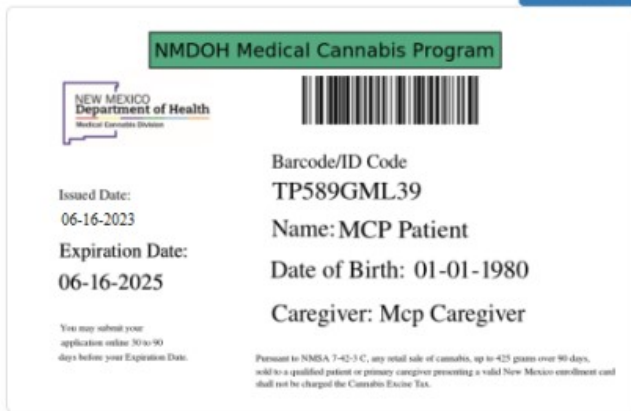 NMDOH Medical Cannabis Program
NEW MEXICO
Department of Health
Medical Cannabis Division
Barcode/ID Code
TP589GML39
Issued Date:
06-16-2023
Name: MCP Patient
Expiration Date:
06-16-2025
Date of Birth: 01-01-1980
Caregiver: Mcp Caregiver
You may submit your
application online 30 to 90
days before your Expiration Date.
Pursuant to NMSA 7-42-3 C, any retail sale of cannabis, up to 425 grams over 90 days,
sold to a qualified patient or primary caregiver presenting a valid New Mexico enrollment card
shall not be charged the Cannabis Excise Tax.